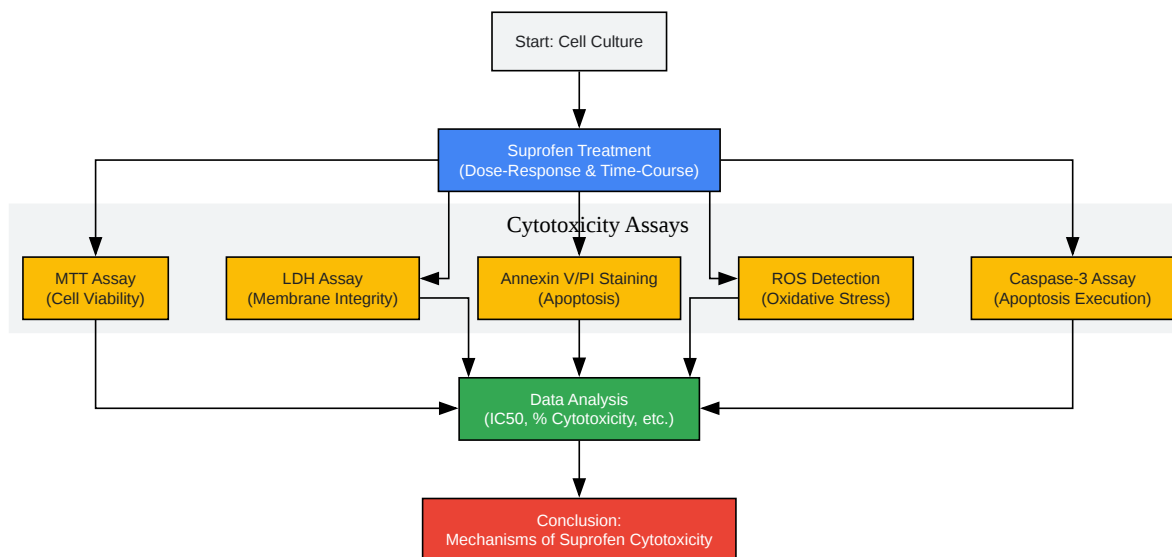 Start: Cell Culture
Suprofen Treatment
(Dose-Response & Time-Course)
Cytotoxicity Assays
MTT Assay
(Cell Viability)
LDH Assay
(Membrane Integrity)
Annexin V/PI Staining
(Apoptosis)
ROS Detection
(Oxidative Stress)
Caspase-3 Assay
(Apoptosis Execution)
Data Analysis
(IC50, % Cytotoxicity, etc.)
Conclusion:
Mechanisms of Suprofen Cytotoxicity